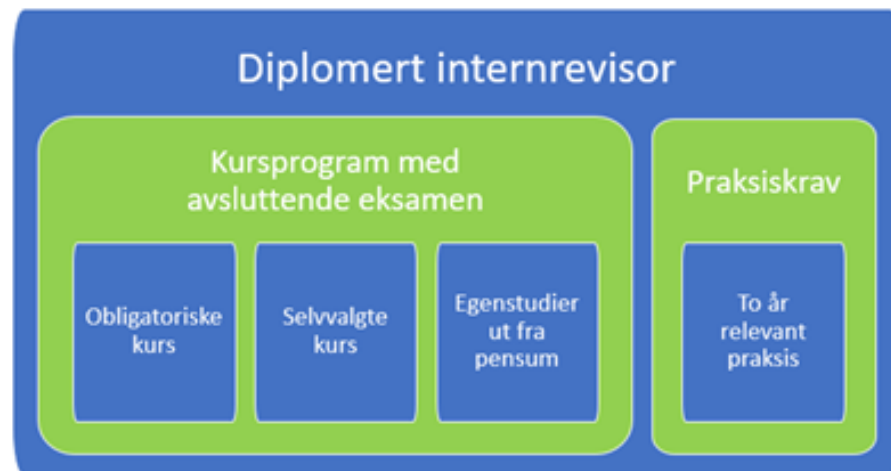 Diplomert internrevisor
Kursprogram med
avsluttende eksamen
Obligatoriske
kurs
Selvvalgte
kurs
Egenstudier
ut fra
pensum
Praksiskrav
To år
relevant
praksis